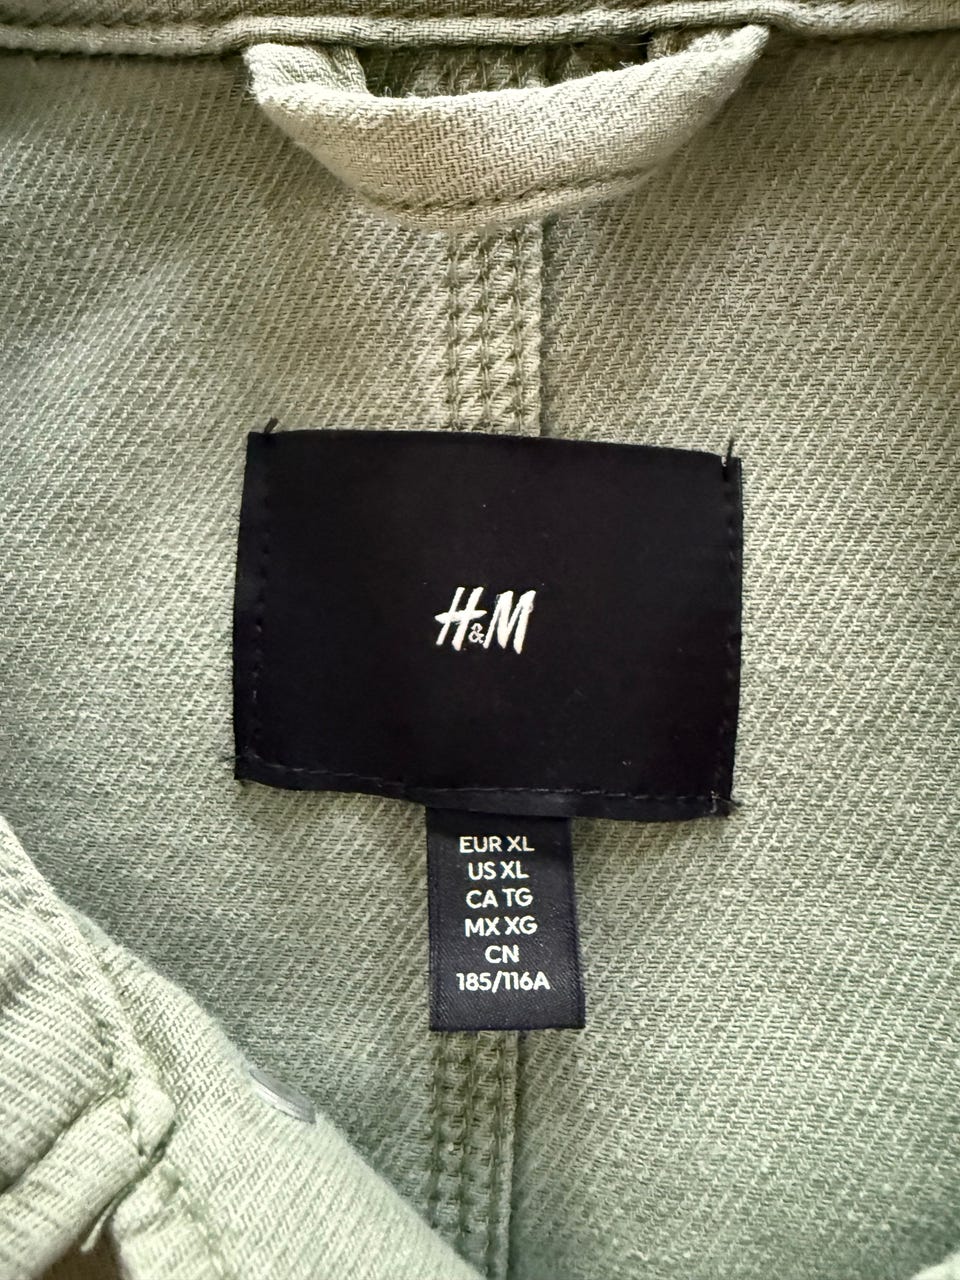 H&M
EUR XL
US XL
CA TG
MX XG
CN
185/116A